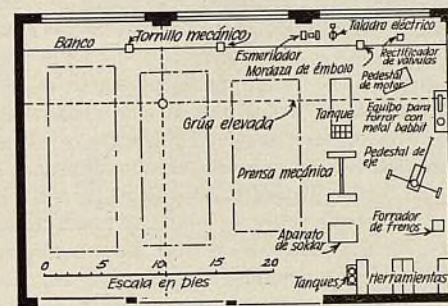 Banco
Tornillo mecánico
Taladro eléctrico
Esmerilador
Mordaza de émbolo
Rectificador
de válvulas
Pedestal
de motor
Tanque
Equipo para
forrar con
metal babbit
Grúa elevada
Prensa mecánica
Pedestal de
eje
Aparato
de soldar
Forrador
de frenos
0 5 10 15 20
Escala en pies
Tanques
Herramientas